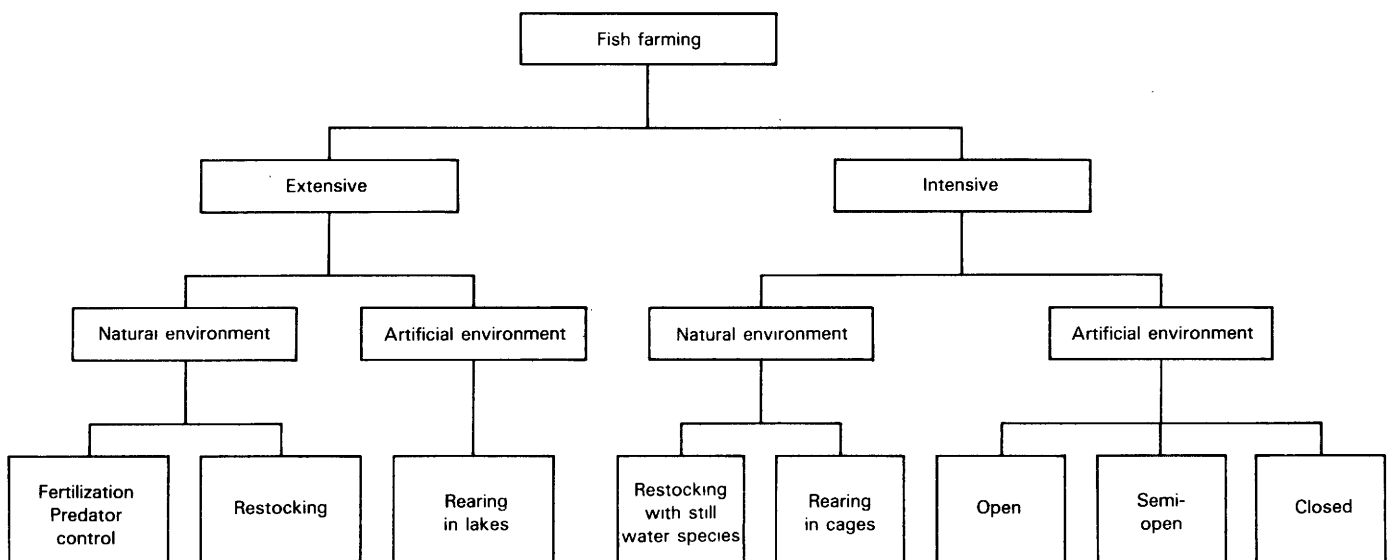 Fish farming
Extensive
Intensive
Natural environment
Artificial environment
Natural environment
Artificial environment
Fertilization
Predator
control
Restocking
Rearing
in lakes
Restocking
with still
water species
Rearing
in cages
Open
Semi-
open
Closed